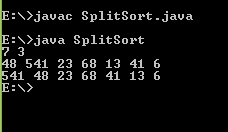 E:\>javac SplitSort.java
E:\>java SplitSort
7 3
48 541 23 68 13 41 6
541 48 23 68 41 13 6
E:\>